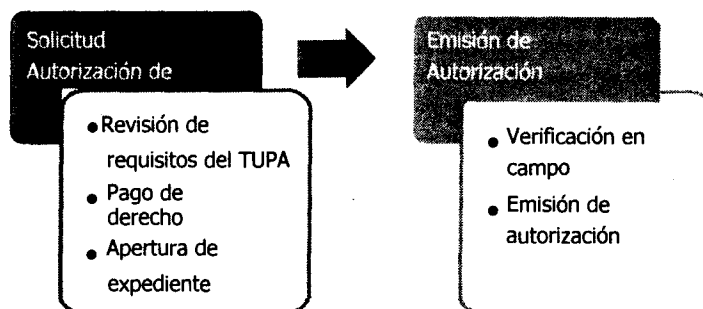 Solicitud
Autorización de
● Revisión de
requisitos del TUPA
● Pago de
derecho
● Apertura de
expediente
Emisión de
Autorización
● Verificación en
campo
● Emisión de
autorización